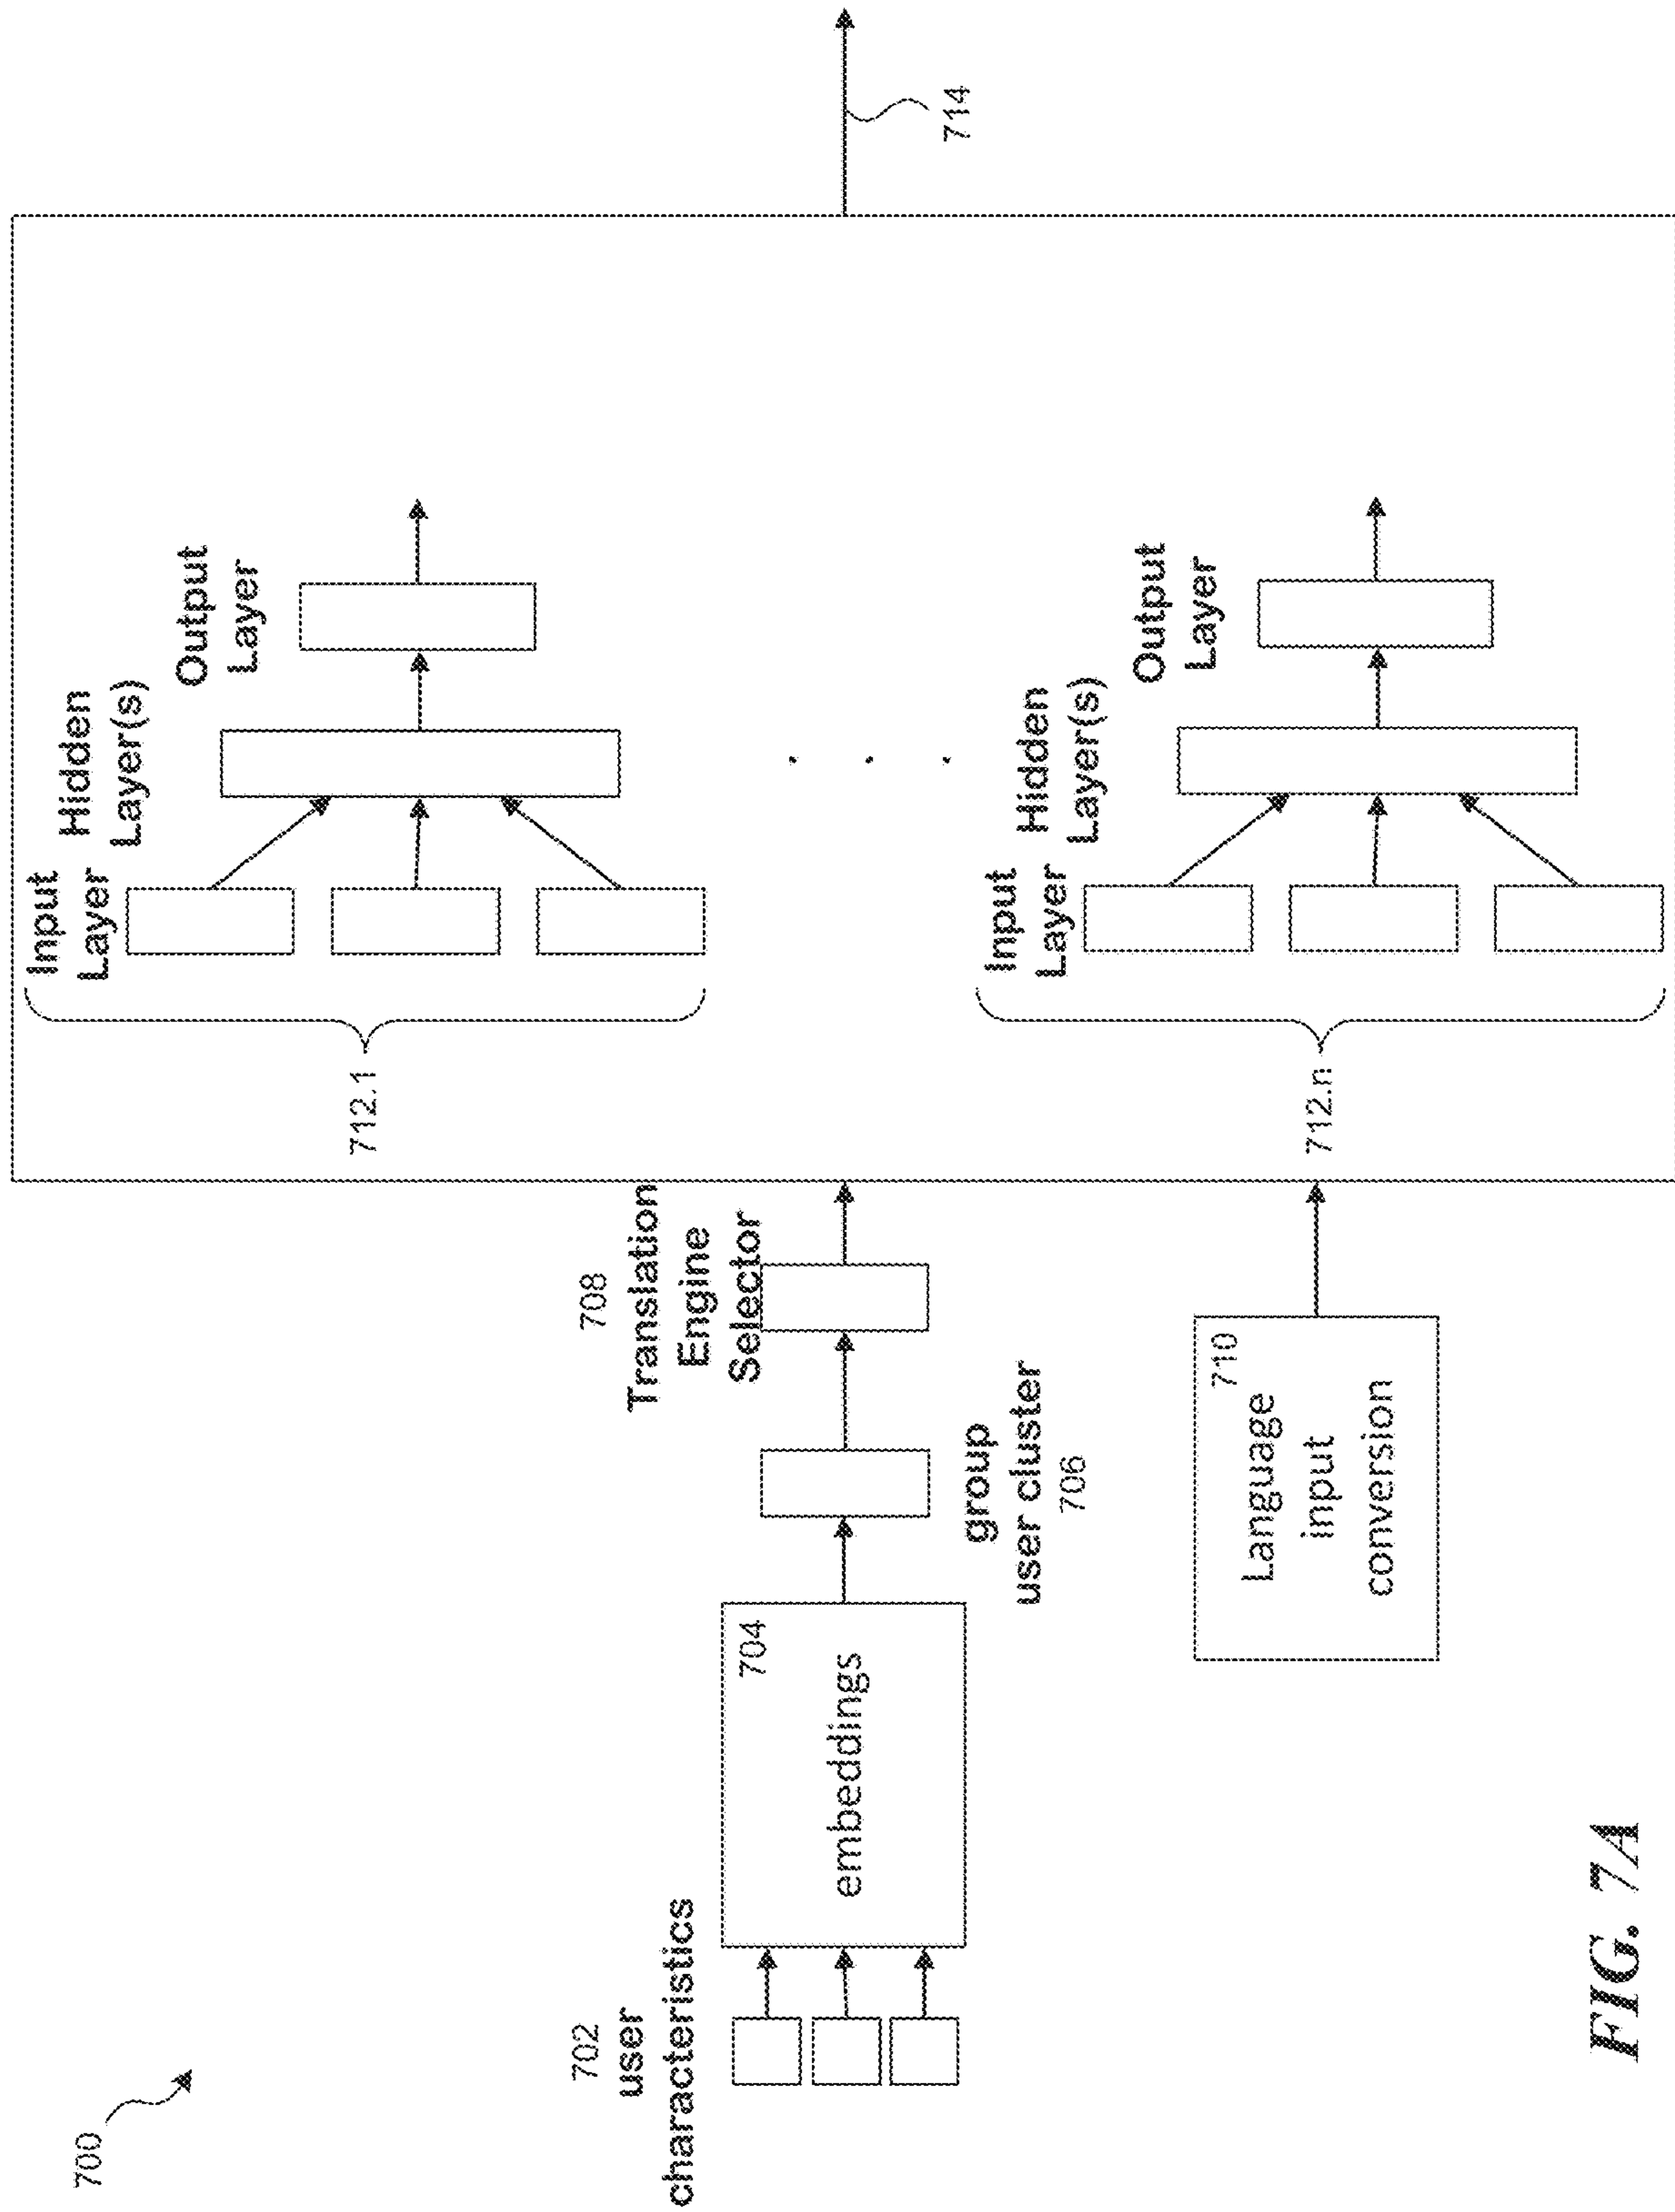 700
702
user
characteristics
704
embeddings
group
user cluster
706
708
Translation
Engine
Selector
710
Language
input
conversion
712.1
Input
Layer
Hidden
Layer(s)
Output
Layer
. . .
712.n
Input
Layer
Hidden
Layer(s)
Output
Layer
714
FIG. 7A